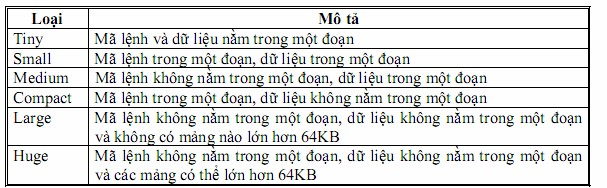 Loại Mô tả
Tiny Mã lệnh và dữ liệu nằm trong một đoạn
Small Mã lệnh trong một đoạn, dữ liệu trong một đoạn
Medium Mã lệnh không nằm trong một đoạn, dữ liệu trong một đoạn
Compact Mã lệnh trong một đoạn, dữ liệu không nằm trong một đoạn
Large Mã lệnh không nằm trong một đoạn, dữ liệu không nằm trong một đoạn
và không có mảng nào lớn hơn 64KB
Huge Mã lệnh không nằm trong một đoạn, dữ liệu không nằm trong một đoạn
và các mảng có thể lớn hơn 64KB